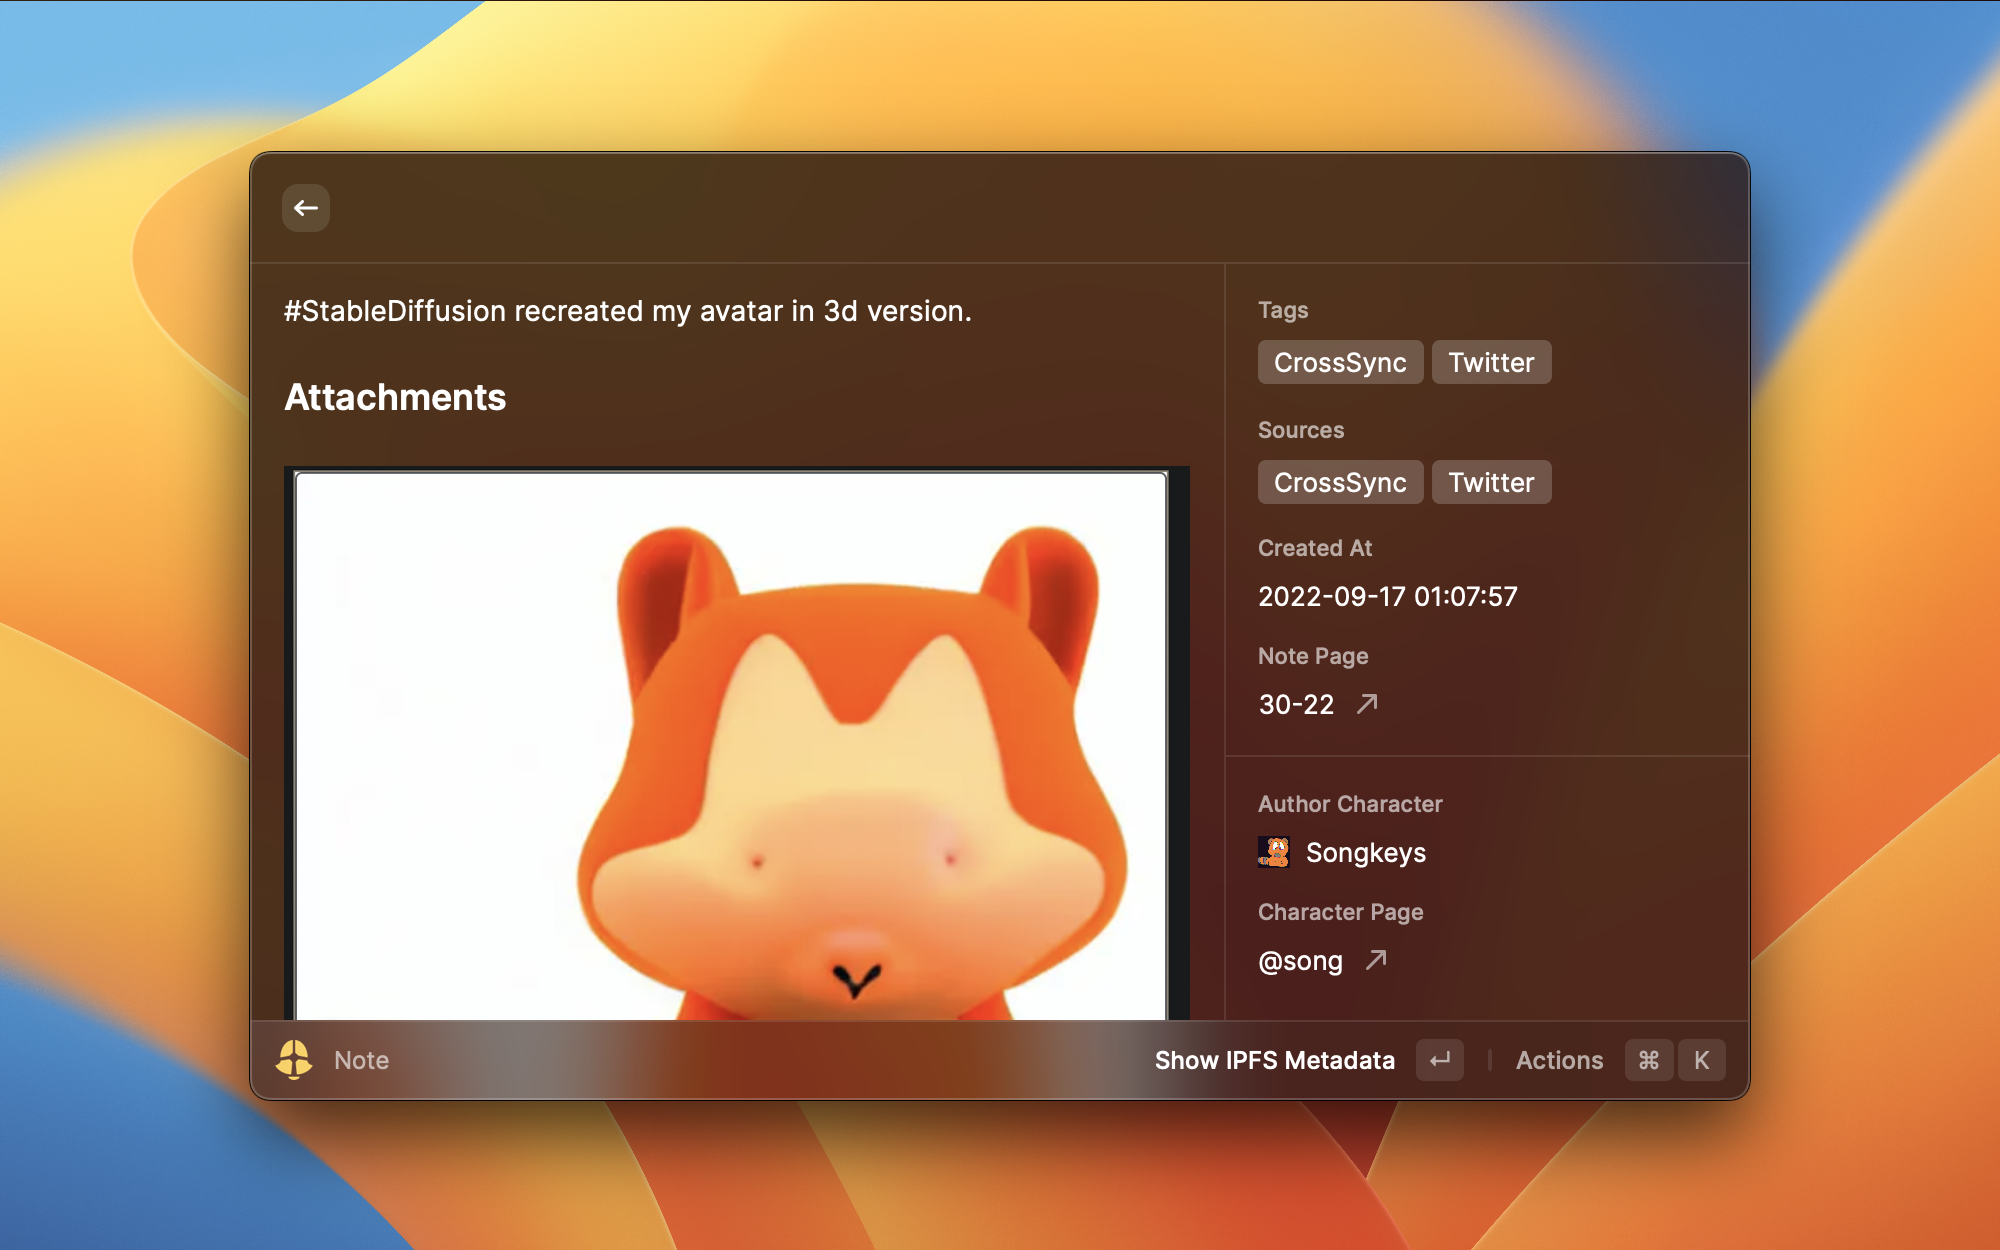 #StableDiffusion recreated my avatar in 3d version.
Attachments
Tags
CrossSync Twitter
Sources
CrossSync Twitter
Created At
2022-09-17 01:07:57
Note Page
30-22
Author Character
Songkeys
Character Page
@song
Note
Show IPFS Metadata
Actions ⌘ K